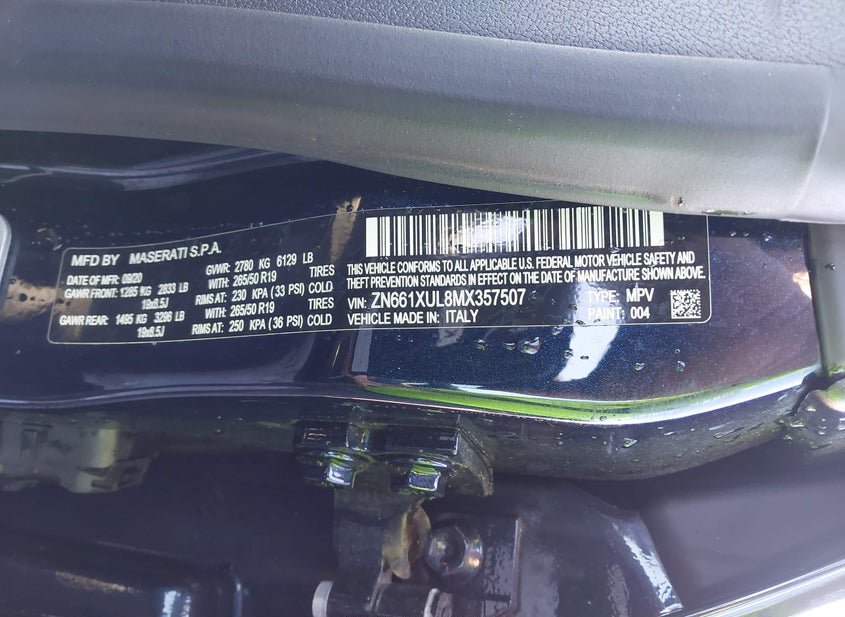 MFD BY MASERATI S.P.A.
DATE OF MFR: 09/20 GVWR: 2780 KG 6129 LB
GAWR FRONT: 1285 KG 2833 LB WITH: 265/50 R19 TIRES
19x8.5J RIMS AT: 230 KPA (33 PSI) COLD
GAWR REAR: 1495 KG 3296 LB WITH: 265/50 R19 TIRES
19x8.5J RIMS AT: 250 KPA (36 PSI) COLD
THIS VEHICLE CONFORMS TO ALL APPLICABLE U.S. FEDERAL MOTOR VEHICLE SAFETY AND
THEFT PREVENTION STANDARDS IN EFFECT ON THE DATE OF MANUFACTURE SHOWN ABOVE.
VIN: ZN661XUL8MX357507 TYPE: MPV
VEHICLE MADE IN: ITALY PAINT: 004